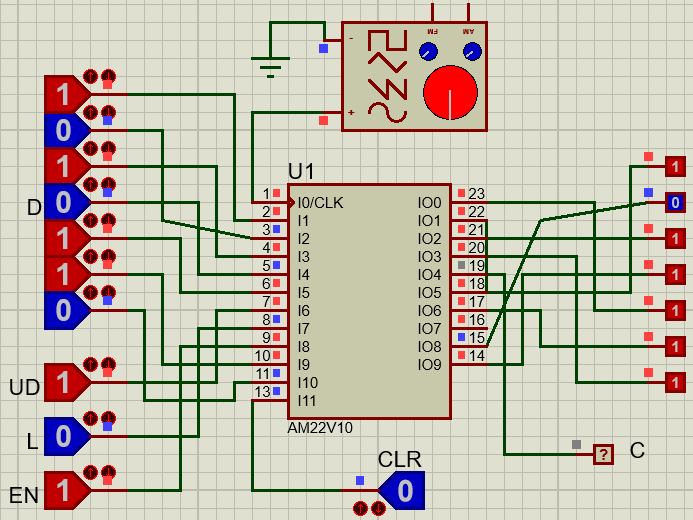 FM AM
-
+
1
0
1
D 0
1
1
0
UD 1
L 0
EN 1
U1
1 I0/CLK IO0 23
2 I1 IO1 22
3 I2 IO2 21
4 I3 IO3 20
5 I4 IO4 19
6 I5 IO5 18
7 I6 IO6 17
8 I7 IO7 16
9 I8 IO8 15
10 I9 IO9 14
11 I10
13 I11
AM22V10
CLR
0
1
0
1
1
1
1
1
? C